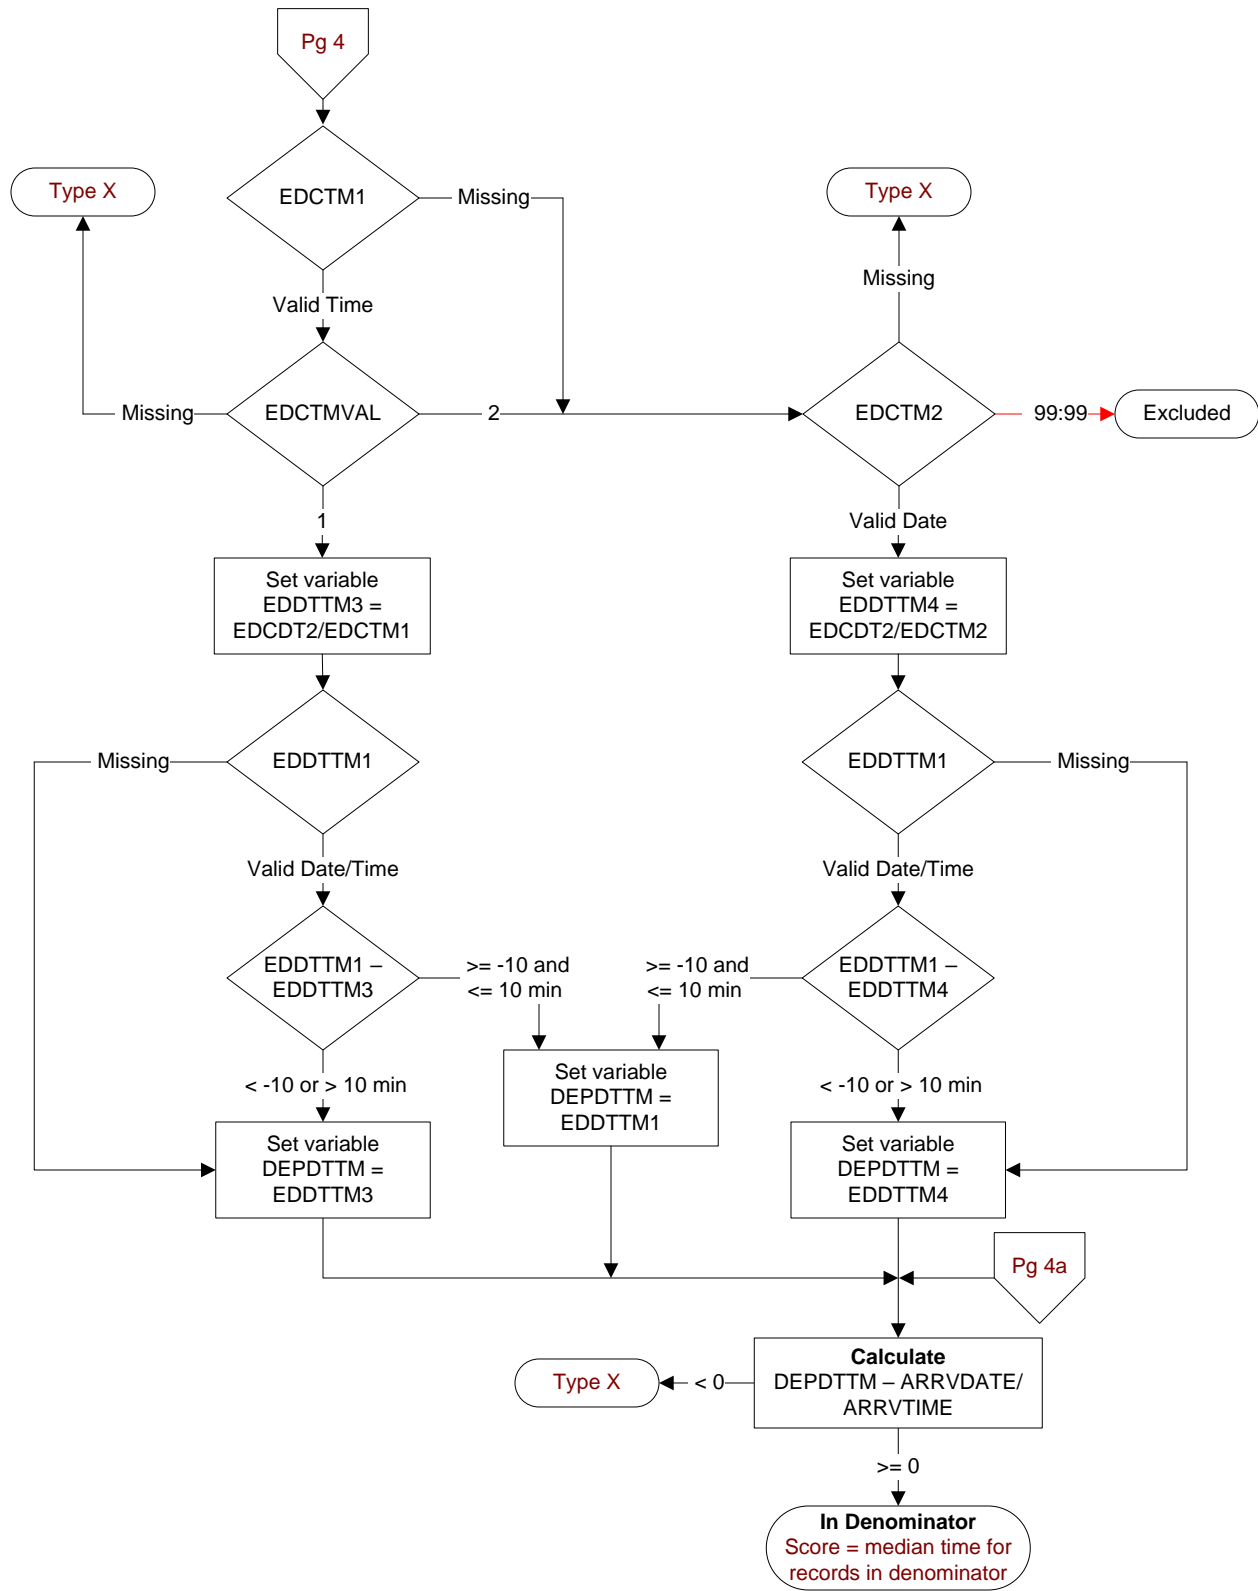 Pg 4
EDCTM1
Missing
Type X
Type X
Missing
Valid Time
Missing
EDCTMVAL
2
EDCTM2
99:99
Excluded
1
Valid Date
Set variable
EDDTTM3 =
EDCDT2/EDCTM1
Set variable
EDDTTM4 =
EDCDT2/EDCTM2
Missing
EDDTTM1
EDDTTM1
Missing
Valid Date/Time
Valid Date/Time
EDDTTM1 –
EDDTTM3
>= -10 and
<= 10 min
>= -10 and
<= 10 min
EDDTTM1 –
EDDTTM4
< -10 or > 10 min
Set variable
DEPDTTM =
EDDTTM1
< -10 or > 10 min
Set variable
DEPDTTM =
EDDTTM3
Set variable
DEPDTTM =
EDDTTM4
Pg 4a
Type X
< 0
Calculate
DEPDTTM – ARRVDATE/
ARRVTIME
>= 0
In Denominator
Score = median time for
records in denominator